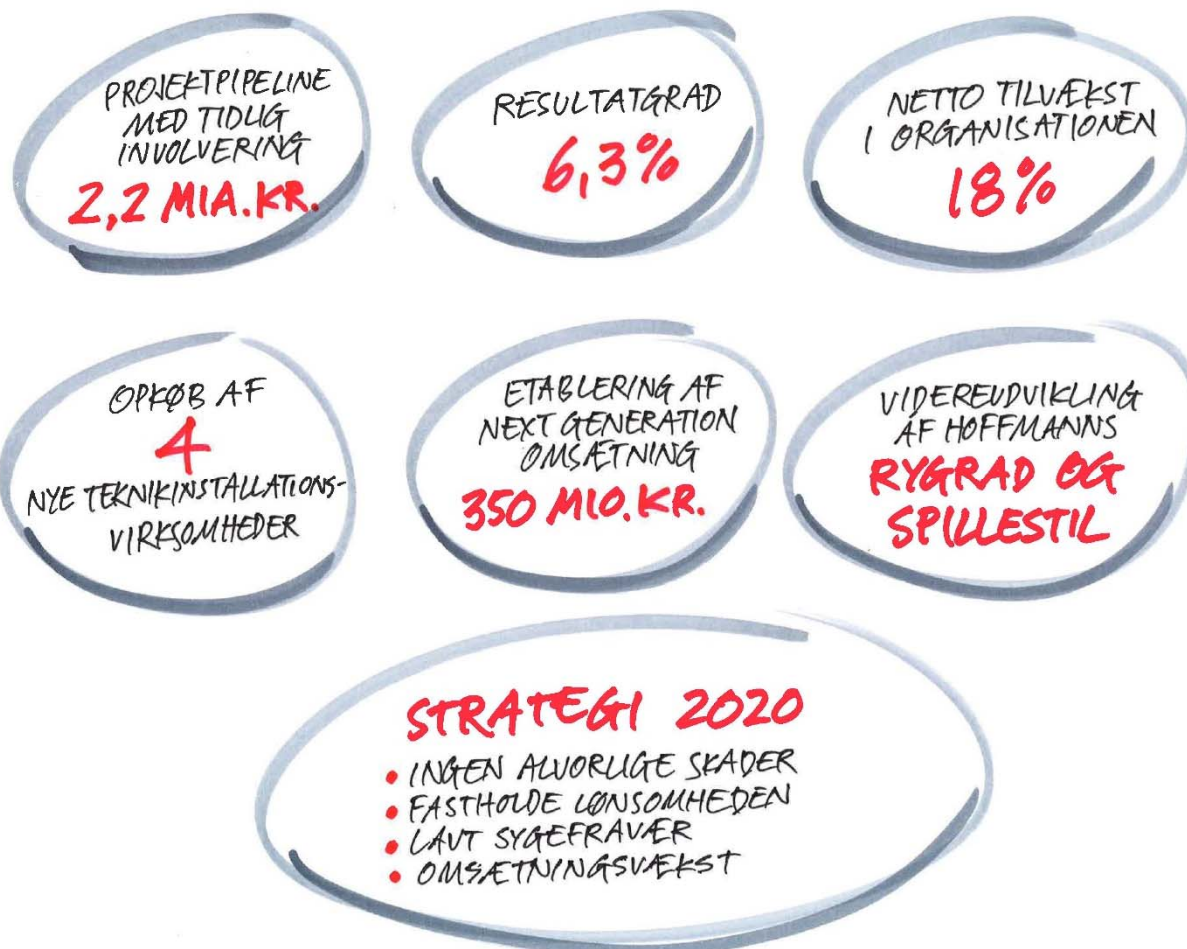 PROJEKTPIPELINE
MED TIDLIG
INVOLVERING
2,2 MIA.KR.
RESULTATGRAD
6,3%
NETTO TILVÆKST
I ORGANISATIONEN
18%
OPKØB AF
4
NYE TEKNIKINSTALLATIONS-
VIRKSOMHEDER
ETABLERING AF
NEXT GENERATION
OMSÆTNING
350 MIO.KR.
VIDEREUDVIKLING
AF HOFFMANNS
RYGRAD OG
SPILLESTIL
STRATEGI 2020
• INGEN ALVORLIGE SKADER
• FASTHOLDE LØNSOMHEDEN
• LAVT SYGEFRAVÆR
• OMSÆTNINGSVÆKST